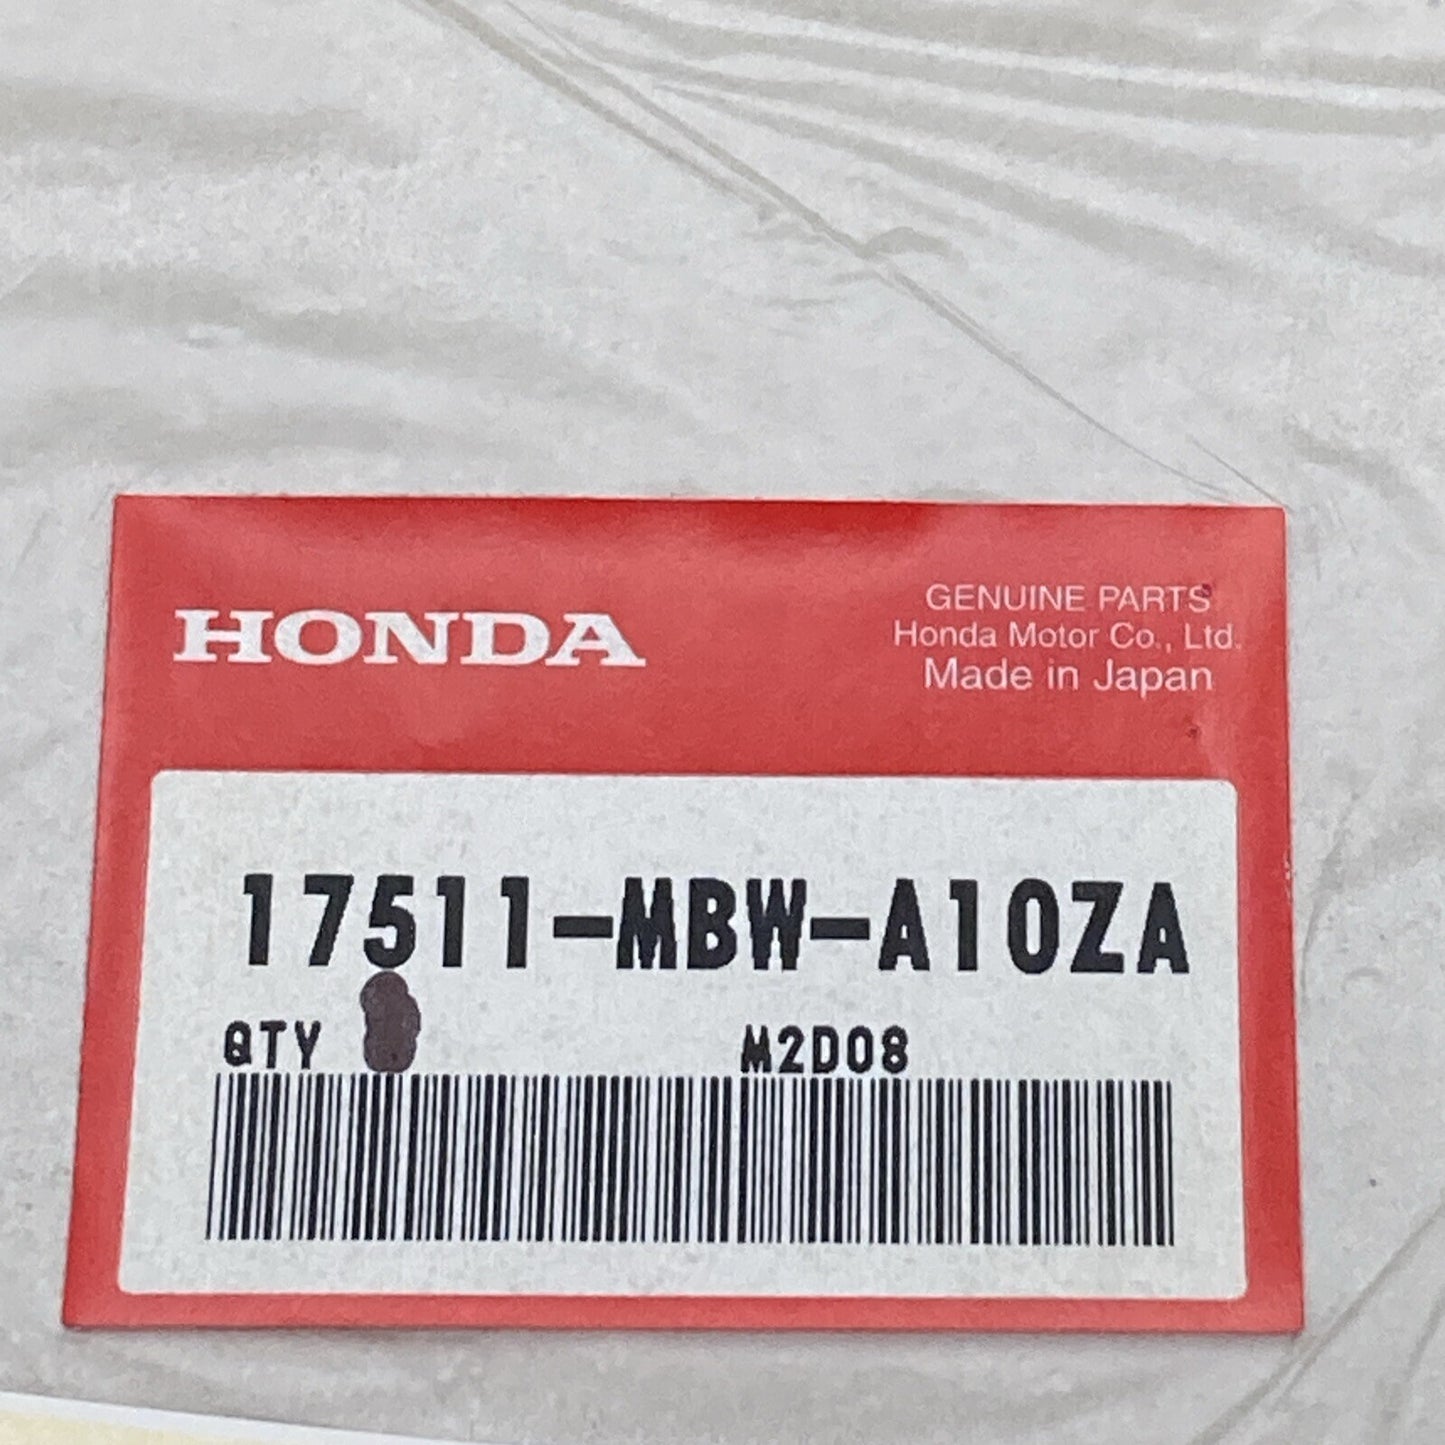 HONDA
GENUINE PARTS
Honda Motor Co., Ltd.
Made in Japan
17511-MBW-A10ZA
QTY
M2D08